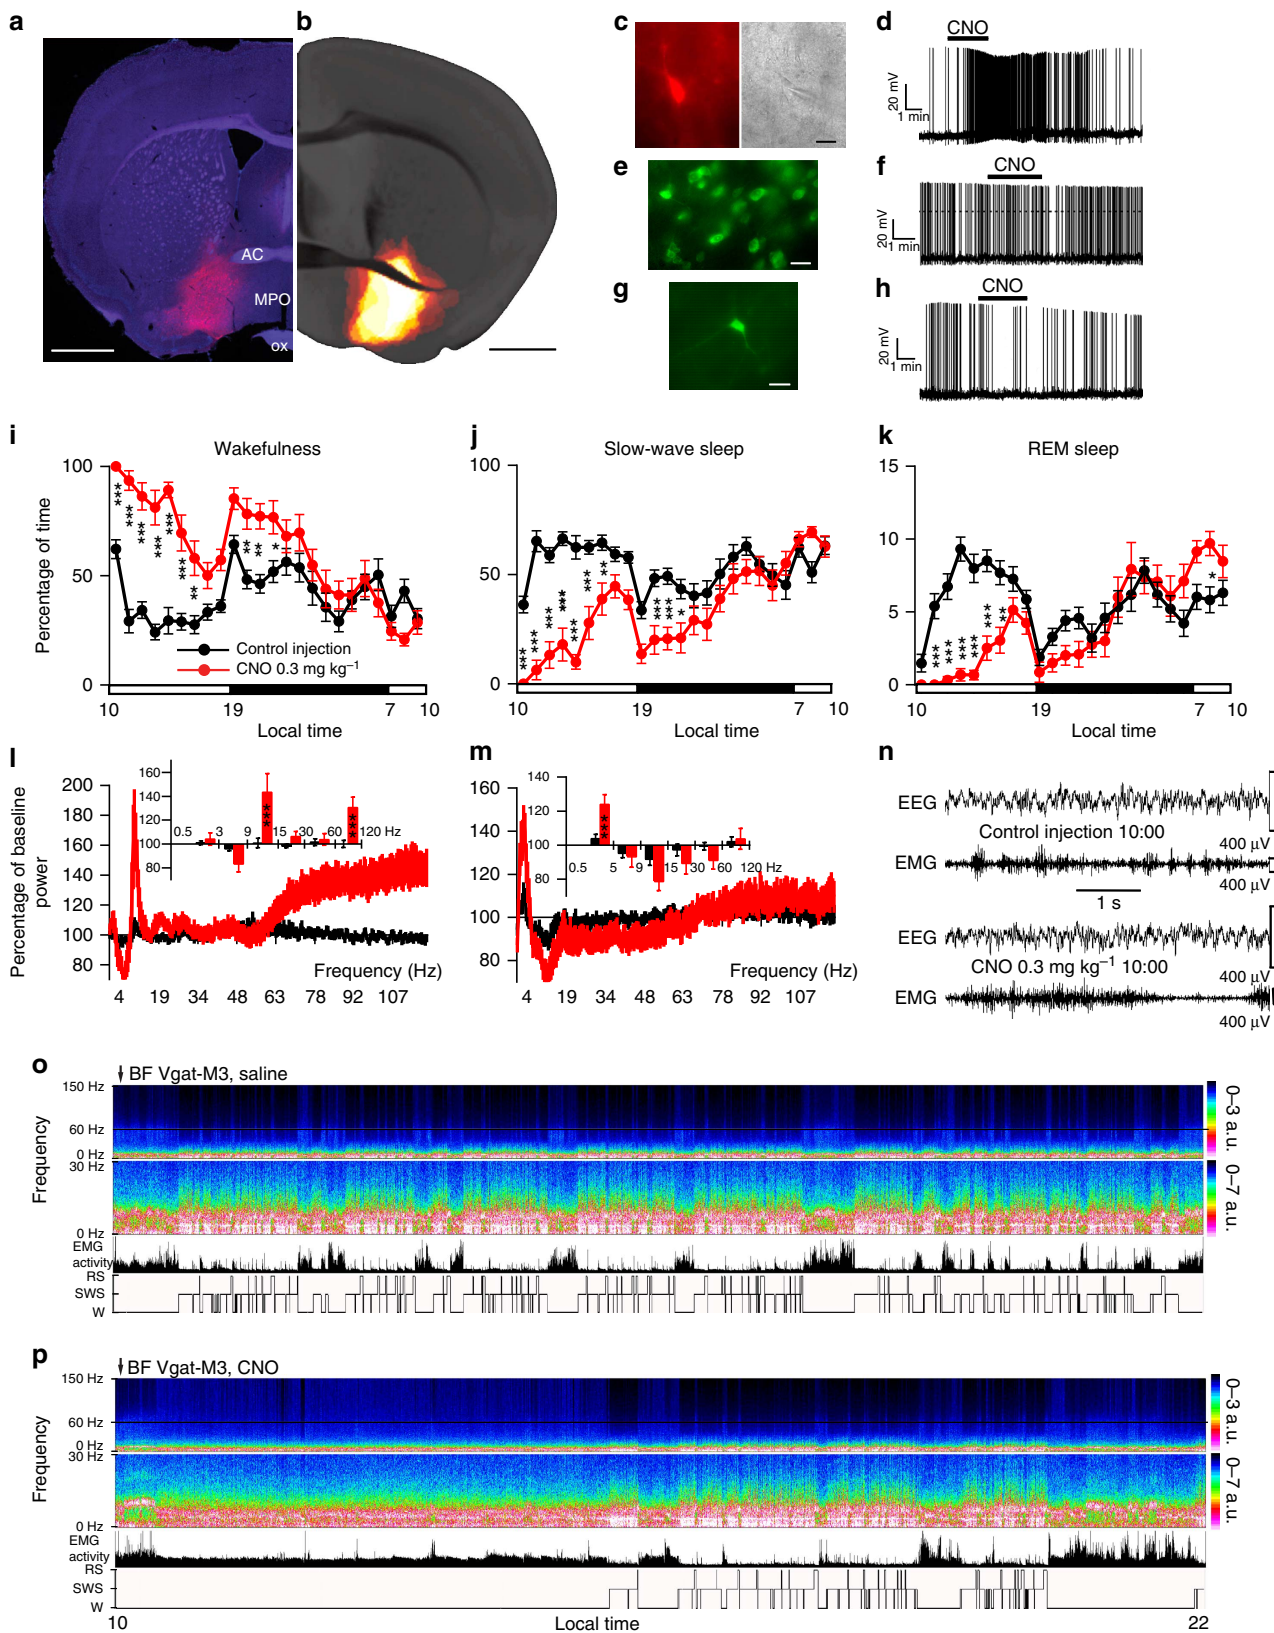 a
b
AC
MPO
ox
c
d
CNO
20 mV
1 min
e
f
CNO
20 mV
1 min
g
h
CNO
20 mV
1 min
i
Wakefulness
Percentage of time
100
50
0
***
***
***
***
***
***
**
**
**
*
Control injection
CNO 0.3 mg kg⁻¹
10
19
7
10
Local time
j
Slow-wave sleep
100
50
0
***
***
***
***
***
***
**
***
***
*
10
19
7
10
Local time
k
REM sleep
15
10
5
0
***
***
***
***
***
**
*
10
19
7
10
Local time
l
Percentage of baseline
power
200
180
160
140
120
100
80
160
140
120
100
80
0.5
3
9
15
30
60
120 Hz
***
***
Frequency (Hz)
4 19 34 48 63 78 92 107
m
160
140
120
100
80
140
120
100
80
0.5
5
9
15
30
60
120 Hz
***
Frequency (Hz)
4 19 34 48 63 78 92 107
n
EEG
Control injection 10:00
400 µV
EMG
400 µV
1 s
EEG
CNO 0.3 mg kg⁻¹ 10:00
400 µV
EMG
400 µV
o
↓ BF Vgat-M3, saline
150 Hz
60 Hz
0 Hz
30 Hz
0 Hz
Frequency
0–3 a.u.
0–7 a.u.
EMG
activity
RS
SWS
W
p
↓ BF Vgat-M3, CNO
150 Hz
60 Hz
0 Hz
30 Hz
0 Hz
Frequency
0–3 a.u.
0–7 a.u.
EMG
activity
RS
SWS
W
10
Local time
22